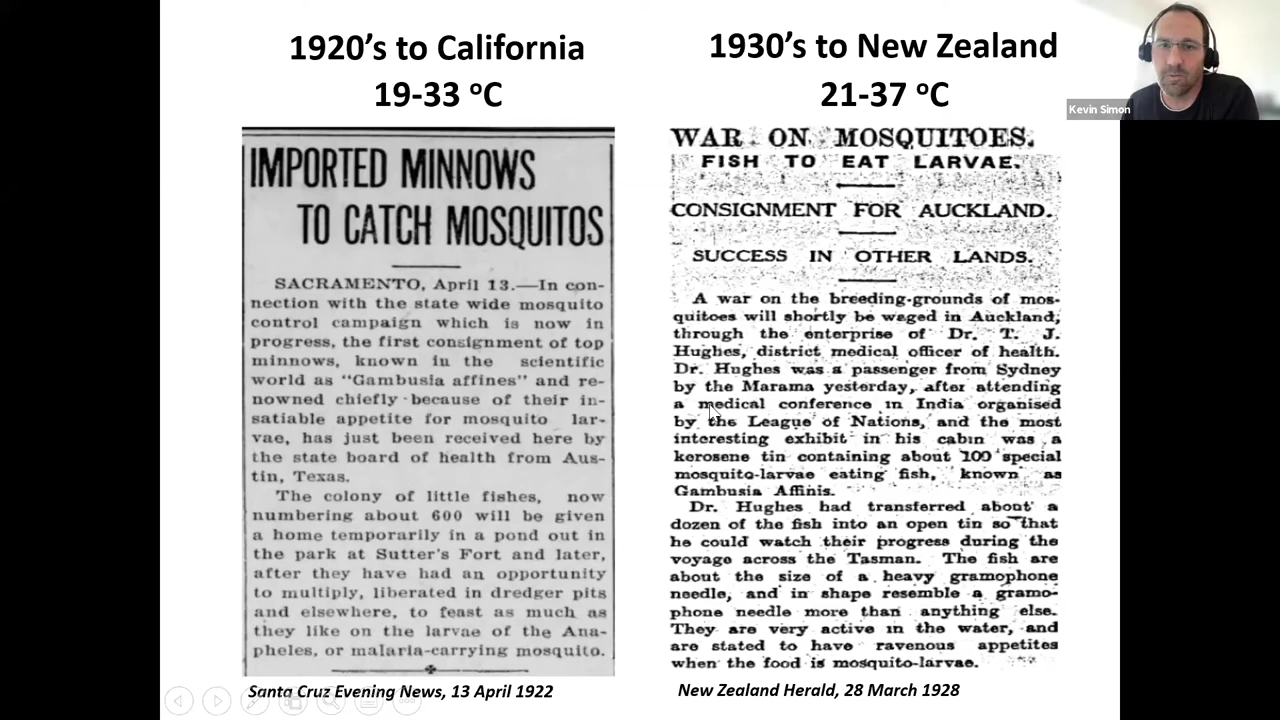 1920’s to California
19-33 ºC
IMPORTED MINNOWS
TO CATCH MOSQUITOS
SACRAMENTO, April 13.—In con-
nection with the state wide mosquito
control campaign which is now in
progress, the first consignment of top
minnows, known in the scientific
world as "Gambusia affines" and re-
nowned chiefly because of their in-
satiable appetite for mosquito lar-
vae, has just been received here by
the state board of health from Aus-
tin, Texas.
The colony of little fishes, now
numbering about 600 will be given
a home temporarily in a pond out in
the park at Sutter's Fort and later,
after they have had an opportunity
to multiply, liberated in dredger pits
and elsewhere, to feast as much as
they like on the larvae of the Ana-
pheles, or malaria-carrying mosquito.
Santa Cruz Evening News, 13 April 1922
1930’s to New Zealand
21-37 ºC
WAR ON MOSQUITOES.
FISH TO EAT LARVAE.
CONSIGNMENT FOR AUCKLAND.
SUCCESS IN OTHER LANDS.
A war on the breeding-grounds of mos-
quitoes will shortly be waged in Auckland,
through the enterprise of Dr. T. J.
Hughes, district medical officer of health.
Dr. Hughes was a passenger from Sydney
by the Marama yesterday, after attending
a medical conference in India organised
by the League of Nations, and the most
interesting exhibit in his cabin was a
kerosene tin containing about 100 special
mosquito-larvae eating fish, known as
Gambusia Affinis.
Dr. Hughes had transferred about a
dozen of the fish into an open tin so that
he could watch their progress during the
voyage across the Tasman. The fish are
about the size of a heavy gramophone
needle, and in shape resemble a gramo-
phone needle more than anything else.
They are very active in the water, and
are stated to have ravenous appetites
when the food is mosquito-larvae.
New Zealand Herald, 28 March 1928
Kevin Simon